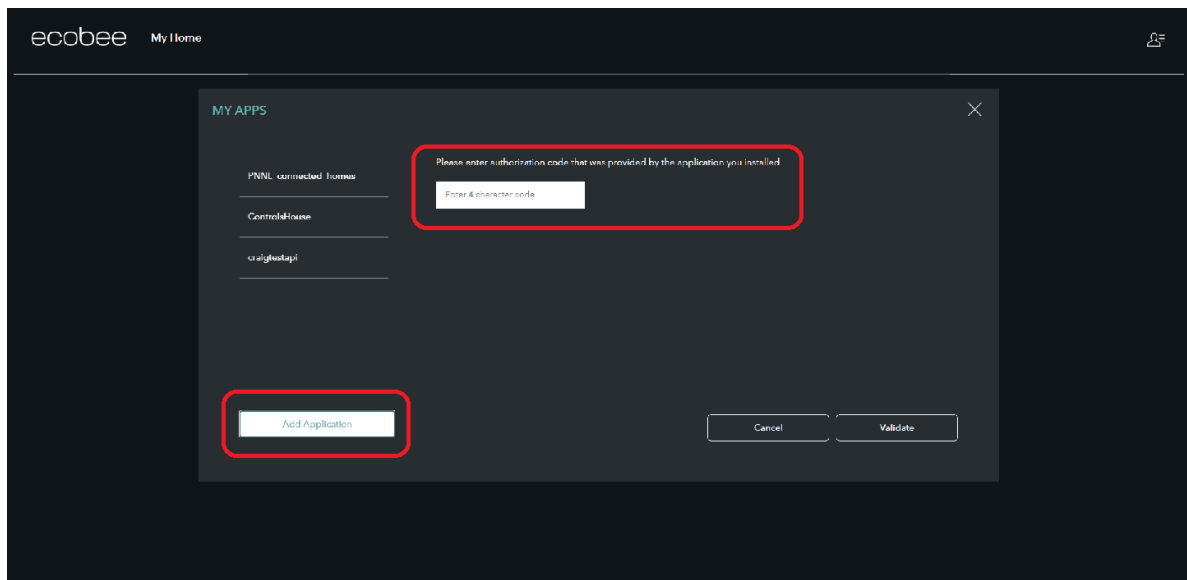 ecobee My Home
MY APPS
Please enter authorization code that was provided by the application you installed
Enter 4 character code
PNNL connected homes
ControlsHouse
craigtestapi
Add Application
Cancel
Validate